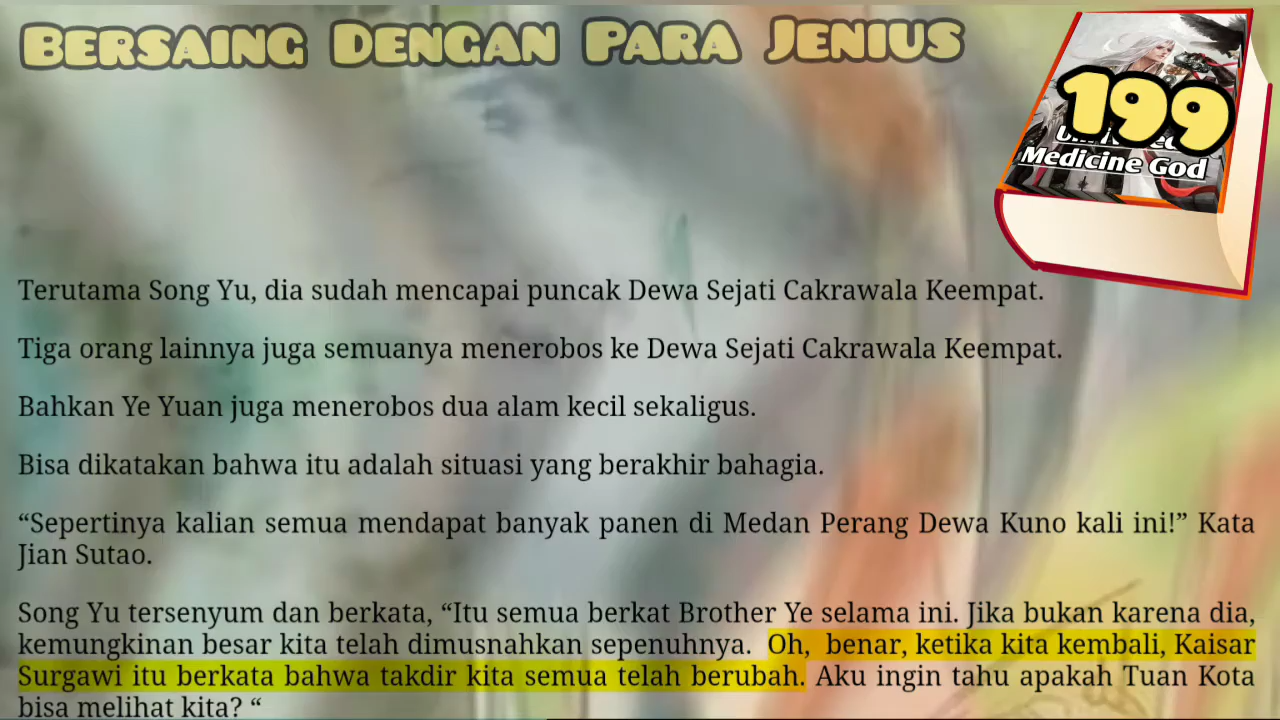 Bersaing Dengan Para Jenius
199
Medicine God
Terutama Song Yu, dia sudah mencapai puncak Dewa Sejati Cakrawala Keempat.
Tiga orang lainnya juga semuanya menerobos ke Dewa Sejati Cakrawala Keempat.
Bahkan Ye Yuan juga menerobos dua alam kecil sekaligus.
Bisa dikatakan bahwa itu adalah situasi yang berakhir bahagia.
“Sepertinya kalian semua mendapat banyak panen di Medan Perang Dewa Kuno kali ini!” Kata
Jian Sutao.
Song Yu tersenyum dan berkata, “Itu semua berkat Brother Ye selama ini. Jika bukan karena dia,
kemungkinan besar kita telah dimusnahkan sepenuhnya. Oh, benar, ketika kita kembali, Kaisar
Surgawi itu berkata bahwa takdir kita semua telah berubah. Aku ingin tahu apakah Tuan Kota
bisa melihat kita? “